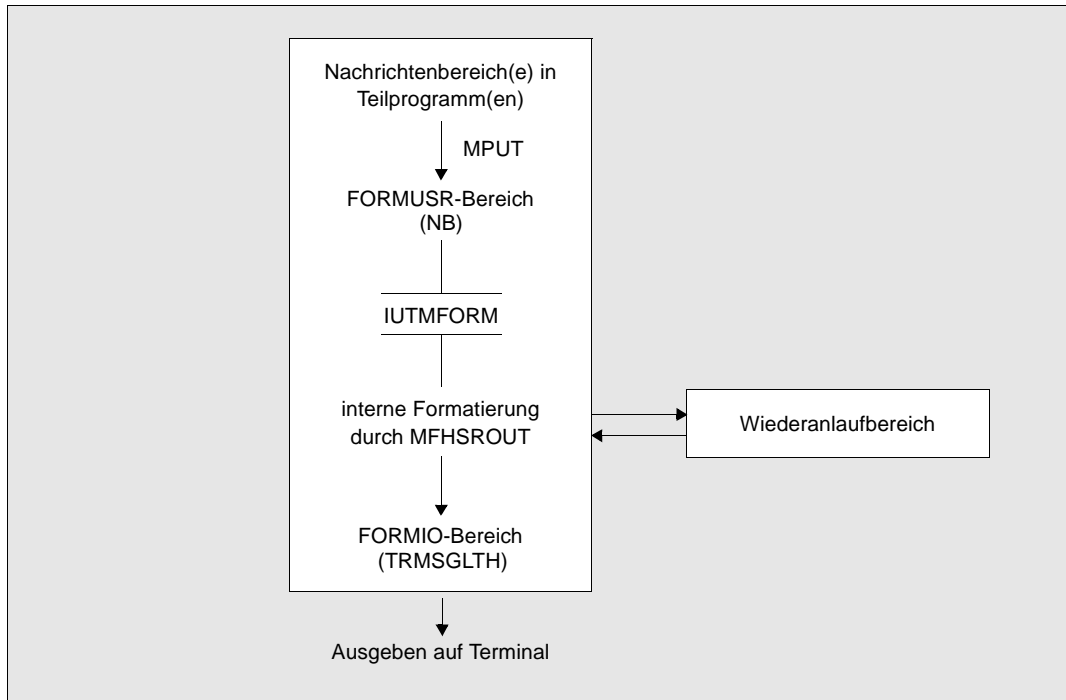 Nachrichtenbereich(e) in
Teilprogramm(en)
MPUT
FORMUSR-Bereich
(NB)
IUTMFORM
interne Formatierung
durch MFHSROUT
Wiederanlaufbereich
FORMIO-Bereich
(TRMSGLTH)
Ausgeben auf Terminal